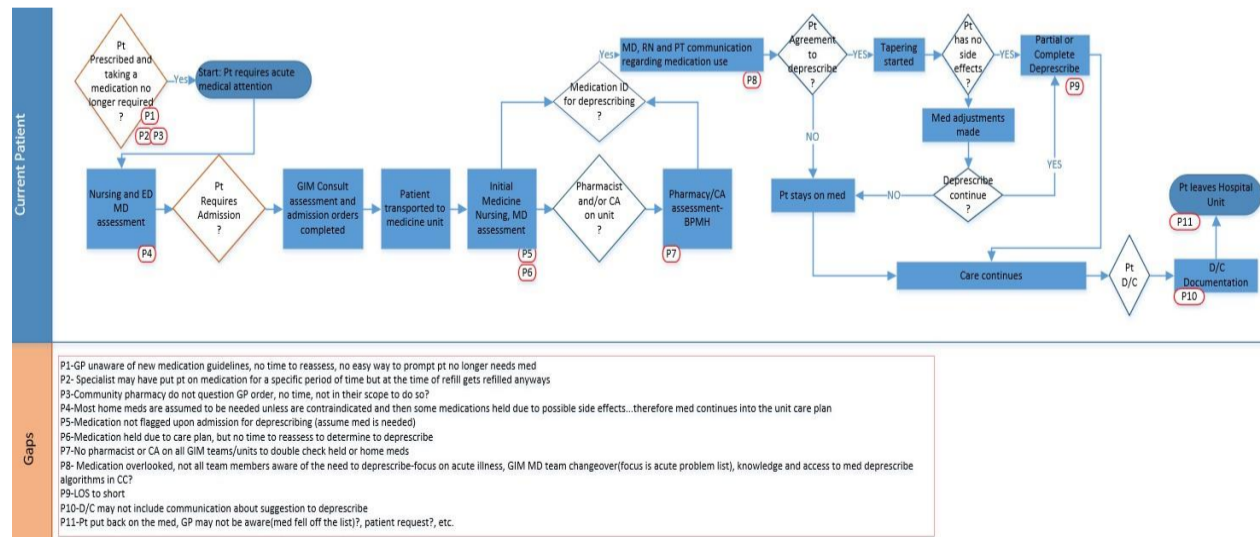 Current Patient
Pt
Prescribed and
taking a
medication no
longer required
?
P1
P2
P3
Yes
Start: Pt requires acute
medical attention
Nursing and ED
MD
assessment
P4
Pt
Requires
Admission
?
GIM Consult
assessment and
admission orders
completed
Patient
transported to
medicine unit
Initial
Medicine
Nursing, MD
assessment
P5
P6
Pharmacist
and/or CA
on unit
?
Pharmacy/CA
assessment-
BPMH
P7
Medication ID
for deprescribing
?
Yes
MD, RN and PT communication
regarding medication use
P8
Pt
Agreement
to
deprescribe
?
YES
NO
Tapering
started
Pt
has no
side
effects
?
YES
Partial or
Complete
Deprescribe
P9
Med adjustments
made
Deprescribe
continue
?
YES
NO
Pt stays on med
Care continues
Pt
D/C
D/C
Documentation
P10
Pt leaves Hospital
Unit
P11
Gaps
P1-GP unaware of new medication guidelines, no time to reassess, no easy way to prompt pt no longer needs med
P2- Specialist may have put pt on medication for a specific period of time but at the time of refill gets refilled anyways
P3-Community pharmacy do not question GP order, no time, not in their scope to do so?
P4-Most home meds are assumed to be needed unless are contraindicated and then some medications held due to possible side effects...therefore med continues into the unit care plan
P5-Medication not flagged upon admission for deprescribing (assume med is needed)
P6-Medication held due to care plan, but no time to reassess to determine to deprescribe
P7-No pharmacist or CA on all GIM teams/units to double check held or home meds
P8- Medication overlooked, not all team members aware of the need to deprescribe-focus on acute illness, GIM MD team changeover(focus is acute problem list), knowledge and access to med deprescribe
algorithms in CC?
P9-LOS to short
P10-D/C may not include communication about suggestion to deprescribe
P11-Pt put back on the med, GP may not be aware(med fell off the list)?, patient request?, etc.